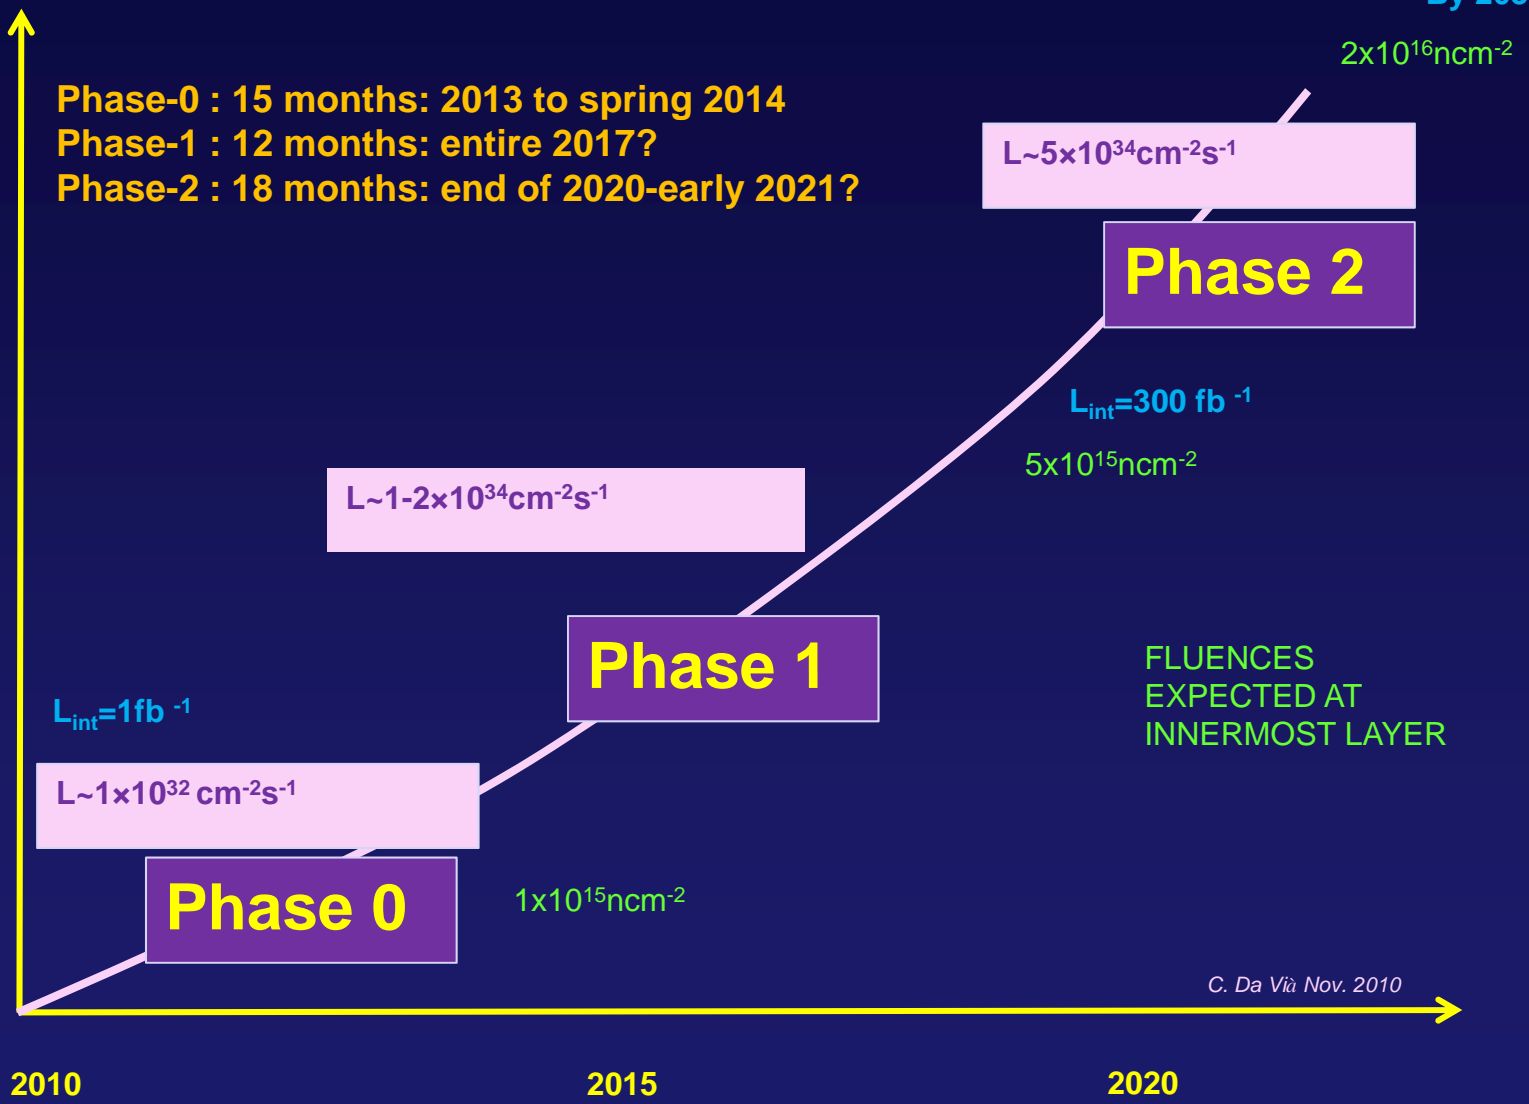 2x10¹⁶ncm⁻²
Phase-0 : 15 months: 2013 to spring 2014
Phase-1 : 12 months: entire 2017?
Phase-2 : 18 months: end of 2020-early 2021?
L~5×10³⁴cm⁻²s⁻¹
Phase 2
Lᵢₙₜ=300 fb ⁻¹
5x10¹⁵ncm⁻²
L~1-2×10³⁴cm⁻²s⁻¹
Phase 1
FLUENCES
EXPECTED AT
INNERMOST LAYER
Lᵢₙₜ=1fb ⁻¹
L~1×10³² cm⁻²s⁻¹
Phase 0
1x10¹⁵ncm⁻²
C. Da Vià Nov. 2010
2010 2015 2020